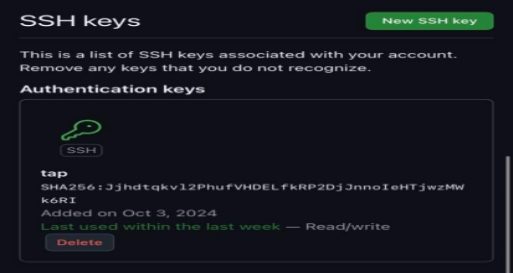 SSH keys
New SSH key
This is a list of SSH keys associated with your account.
Remove any keys that you do not recognize.
Authentication keys
SSH
tap
SHA256:Jjhdtqkvl2PhufVHDELfkRP2DjJnnoIeHTjwzMW
k6RI
Added on Oct 3, 2024
Last used within the last week — Read/write
Delete